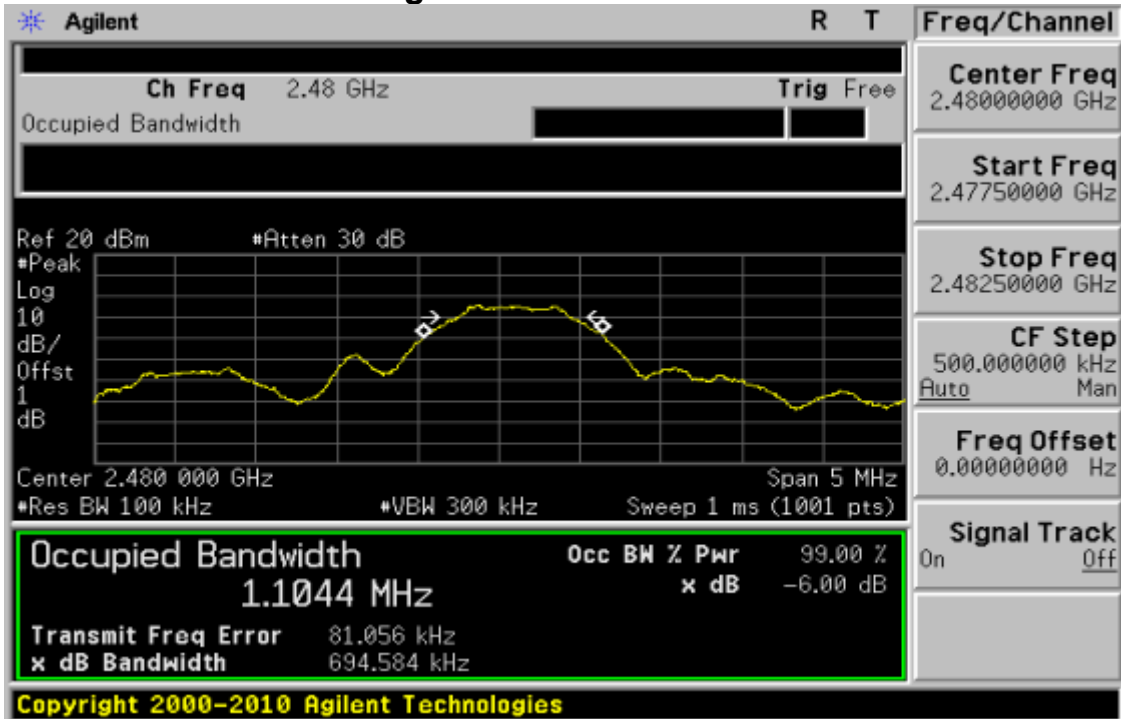 Agilent R T
Ch Freq 2.48 GHz Trig Free
Occupied Bandwidth
Ref 20 dBm #Atten 30 dB
#Peak
Log
10
dB/
Offst
1
dB
Center 2.480 000 GHz Span 5 MHz
#Res BW 100 kHz #VBW 300 kHz Sweep 1 ms (1001 pts)
Occupied Bandwidth Occ BW % Pwr 99.00 %
1.1044 MHz x dB -6.00 dB
Transmit Freq Error 81.056 kHz
x dB Bandwidth 694.584 kHz
Copyright 2000-2010 Agilent Technologies
Freq/Channel
Center Freq
2.48000000 GHz
Start Freq
2.47750000 GHz
Stop Freq
2.48250000 GHz
CF Step
500.000000 kHz
Auto Man
Freq Offset
0.00000000 Hz
Signal Track
On Off